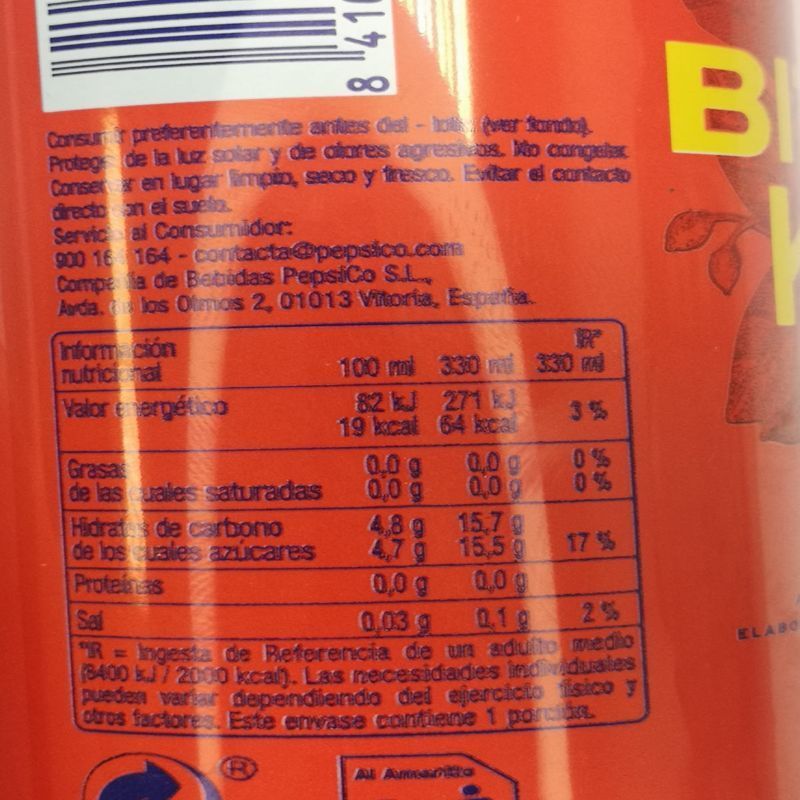 8 410
Consumir preferentemente antes del - lote (ver fondo).
Proteger de la luz solar y de olores agresivos. No congelar.
Conservar en lugar limpio, seco y fresco. Evitar el contacto
directo con el suelo.
Servicio al Consumidor:
900 164 164 - contacta@pepsico.com
Compañía de Bebidas PepsiCo S.L.,
Avda. de los Olmos 2, 01013 Vitoria, España.
Información nutricional 100 ml 330 ml IR* 330 ml
Valor energético 82 kJ 271 kJ 3 %
19 kcal 64 kcal
Grasas 0,0 g 0,0 g 0 %
de las cuales saturadas 0,0 g 0,0 g 0 %
Hidratos de carbono 4,8 g 15,7 g
de los cuales azúcares 4,7 g 15,5 g 17 %
Proteínas 0,0 g 0,0 g
Sal 0,03 g 0,1 g 2 %
*IR = Ingesta de Referencia de un adulto medio
(8400 kJ / 2000 kcal). Las necesidades individuales
pueden variar dependiendo del ejercicio físico y
otros factores. Este envase contiene 1 porción.
®
Al Amarillo
BI
ELABO